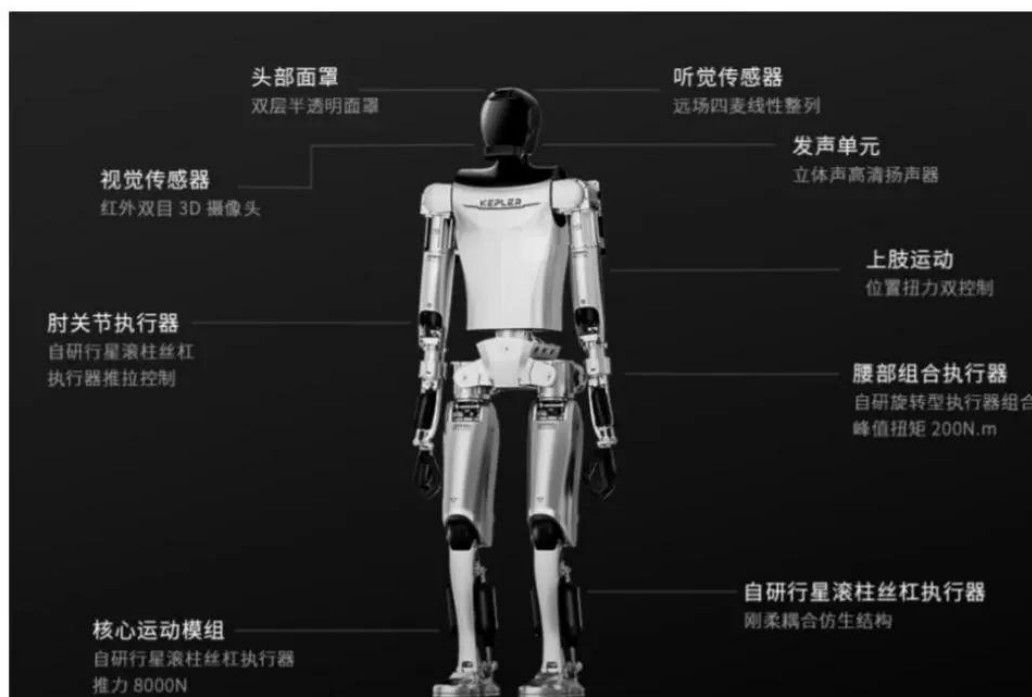 头部面罩
双层半透明面罩
听觉传感器
远场四麦线性整列
发声单元
立体声高清扬声器
视觉传感器
红外双目 3D 摄像头
KEPLER
上肢运动
位置扭力双控制
肘关节执行器
自研行星滚柱丝杠
执行器推拉控制
腰部组合执行器
自研旋转型执行器组合
峰值扭矩 200N.m
自研行星滚柱丝杠执行器
刚柔耦合仿生结构
核心运动模组
自研行星滚柱丝杠执行器
推力 8000N